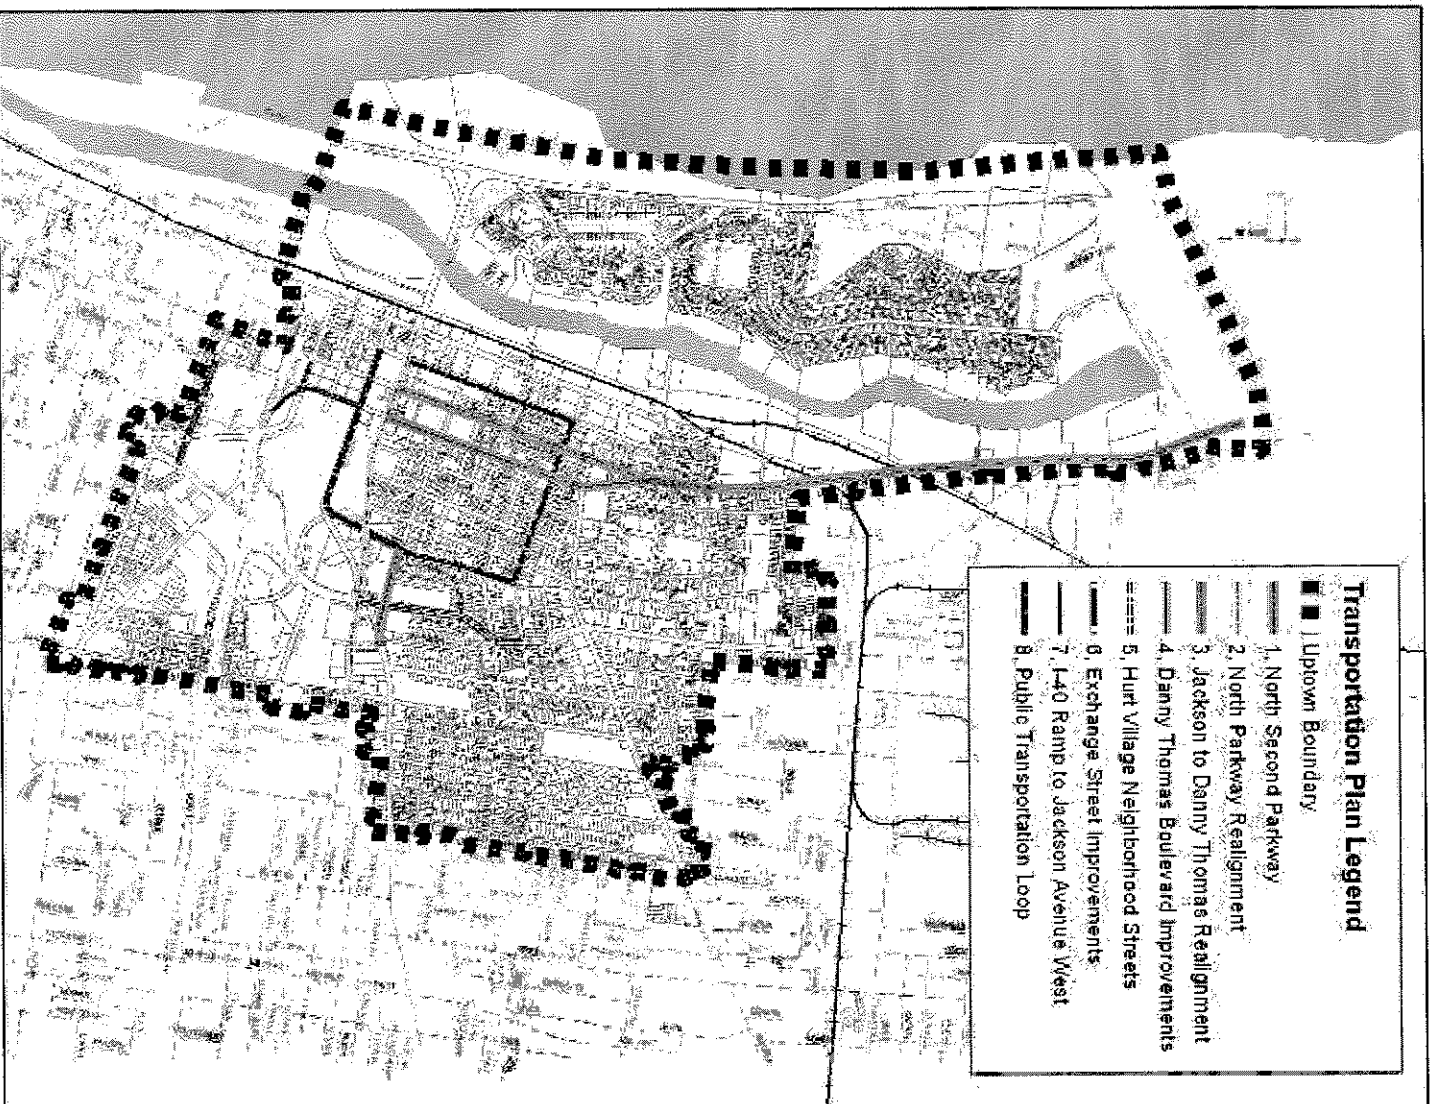 Transportation Plan Legend
Uptown Boundary
1. North Second Parkway
2. North Parkway Realignment
3. Jackson to Danny Thomas Realignment
4. Danny Thomas Boulevard Improvements
5. Hurt Village Neighborhood Streets
6. Exchange Street Improvements
7. I-40 Ramp to Jackson Avenue West
8. Public Transportation Loop